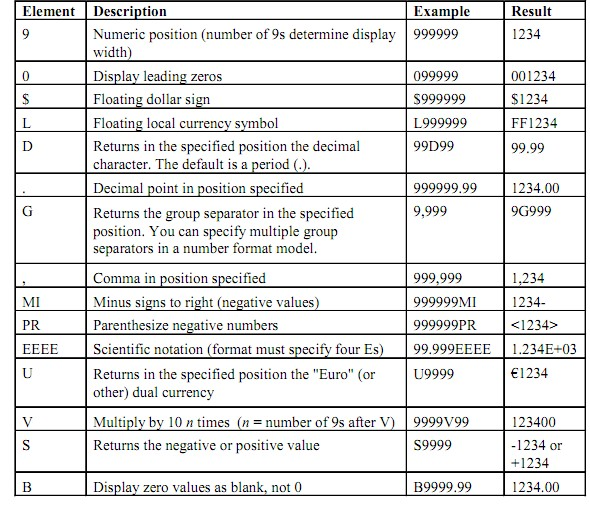 Element Description Example Result
9 Numeric position (number of 9s determine display 999999 1234
width)
0 Display leading zeros 099999 001234
$ Floating dollar sign $999999 $1234
L Floating local currency symbol L999999 FF1234
D Returns in the specified position the decimal 99D99 99.99
character. The default is a period (.).
. Decimal point in position specified 999999.99 1234.00
G Returns the group separator in the specified 9,999 9G999
position. You can specify multiple group
separators in a number format model.
, Comma in position specified 999,999 1,234
MI Minus signs to right (negative values) 999999MI 1234-
PR Parenthesize negative numbers 999999PR <1234>
EEEE Scientific notation (format must specify four Es) 99.999EEEE 1.234E+03
U Returns in the specified position the "Euro" (or U9999 €1234
other) dual currency
V Multiply by 10 n times (n = number of 9s after V) 9999V99 123400
S Returns the negative or positive value S9999 -1234 or
+1234
B Display zero values as blank, not 0 B9999.99 1234.00